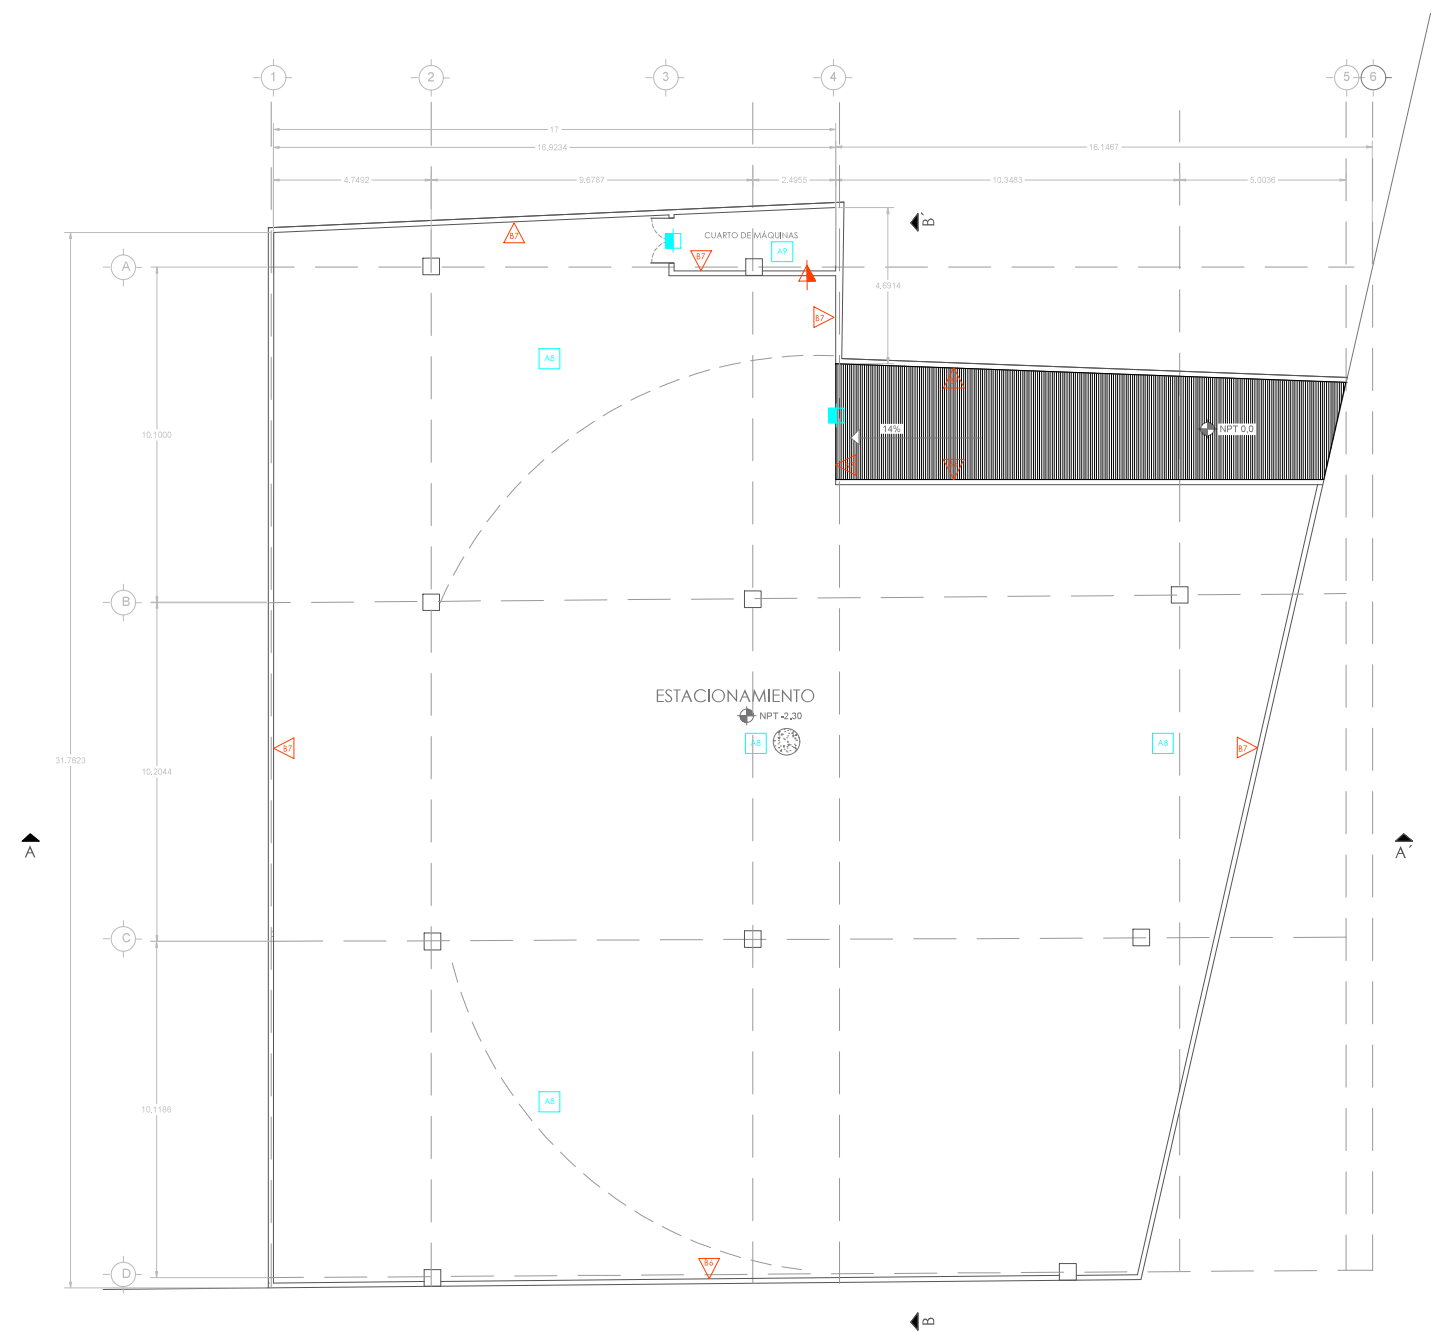 1 2 3 4 5 6
17
16.9234 16.1467
4.7492 9.6787 2.4955 10.3483 5.0036
B´
B7 CUARTO DE MÁQUINAS
A9
B7
A
4.6914
B7
A8
14% NPT 0,0
10.1000
B
ESTACIONAMIENTO
NPT -2.30
A8 A8
B7 B7
31.7623 10.2044
A A´
C
10.1186 A8
B6
D
B